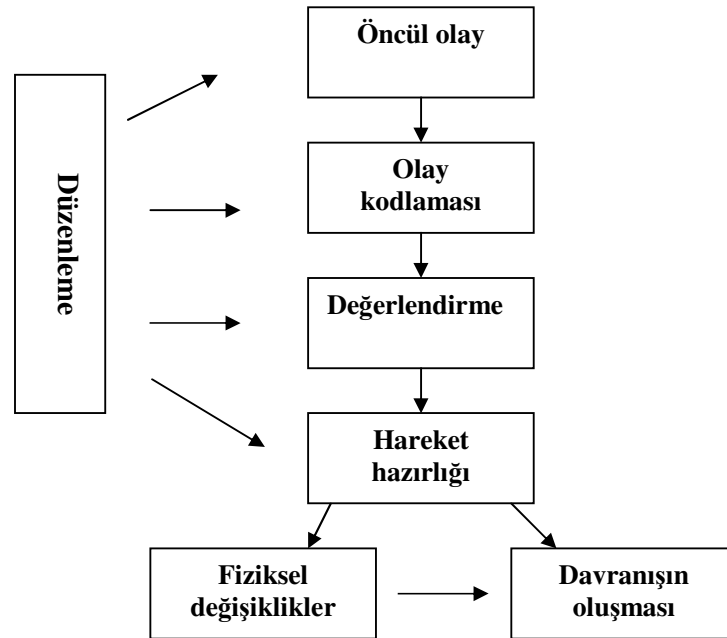 Öncül olay
Düzenleme
Olay
kodlaması
Değerlendirme
Hareket
hazırlığı
Fiziksel
değişiklikler
Davranışın
oluşması